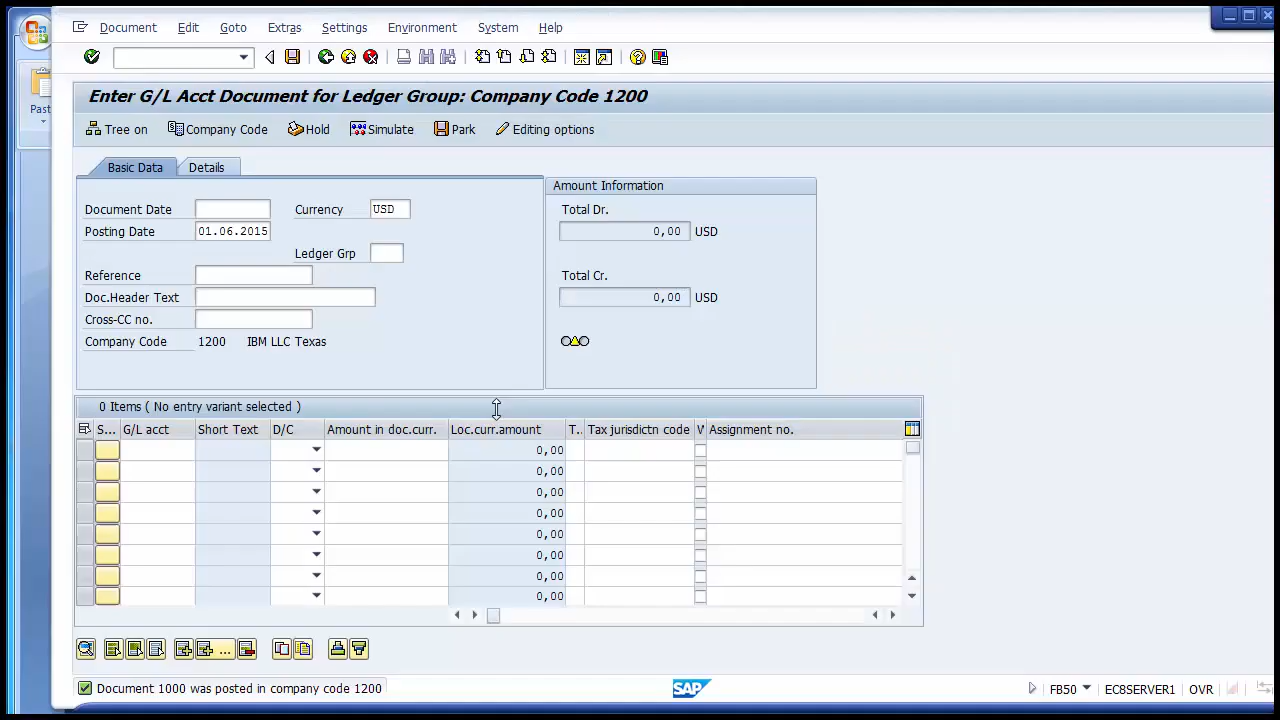 Document Edit Goto Extras Settings Environment System Help
Past
Enter G/L Acct Document for Ledger Group: Company Code 1200
Tree on Company Code Hold Simulate Park Editing options
Basic Data Details
Amount Information
Document Date Currency USD Total Dr.
Posting Date 01.06.2015 0,00 USD
Ledger Grp
Reference Total Cr.
Doc.Header Text 0,00 USD
Cross-CC no.
Company Code 1200 IBM LLC Texas
0 Items ( No entry variant selected )
S... G/L acct Short Text D/C Amount in doc.curr. Loc.curr.amount T.. Tax jurisdictn code V Assignment no.
0,00
0,00
0,00
0,00
0,00
0,00
0,00
0,00
...
Document 1000 was posted in company code 1200 SAP FB50 EC8SERVER1 OVR